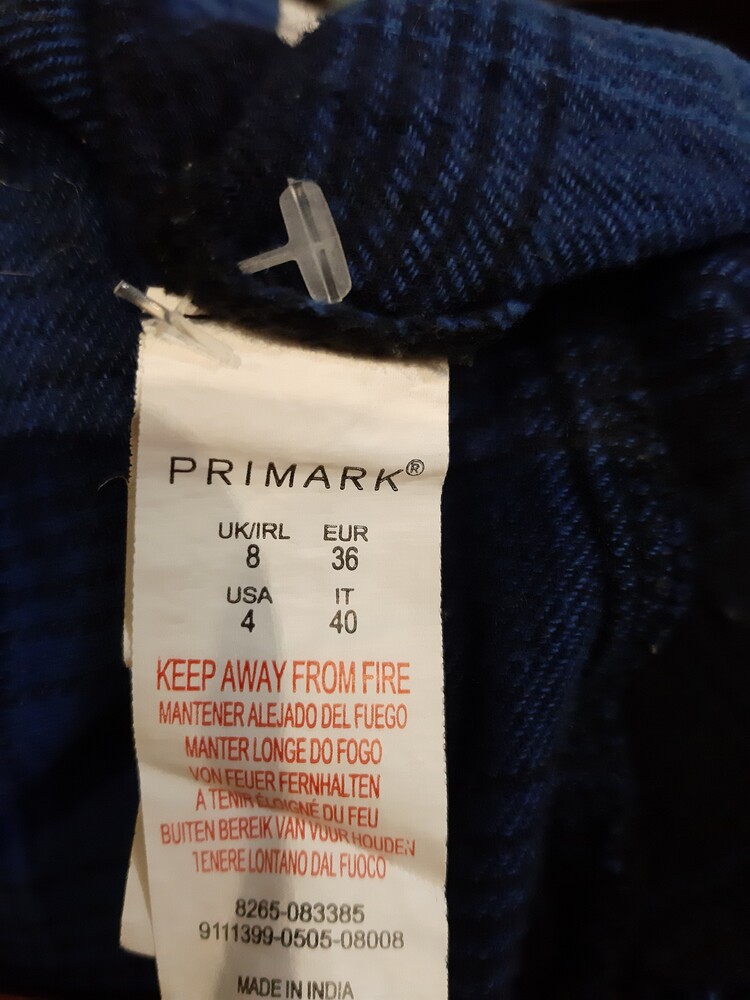 PRIMARK®
UK/IRL EUR
8 36
USA IT
4 40
KEEP AWAY FROM FIRE
MANTENER ALEJADO DEL FUEGO
MANTER LONGE DO FOGO
VON FEUER FERNHALTEN
A TENIR ÉLOIGNÉ DU FEU
BUITEN BEREIK VAN VUUR HOUDEN
TENERE LONTANO DAL FUOCO
8265-083385
9111399-0505-08008
MADE IN INDIA